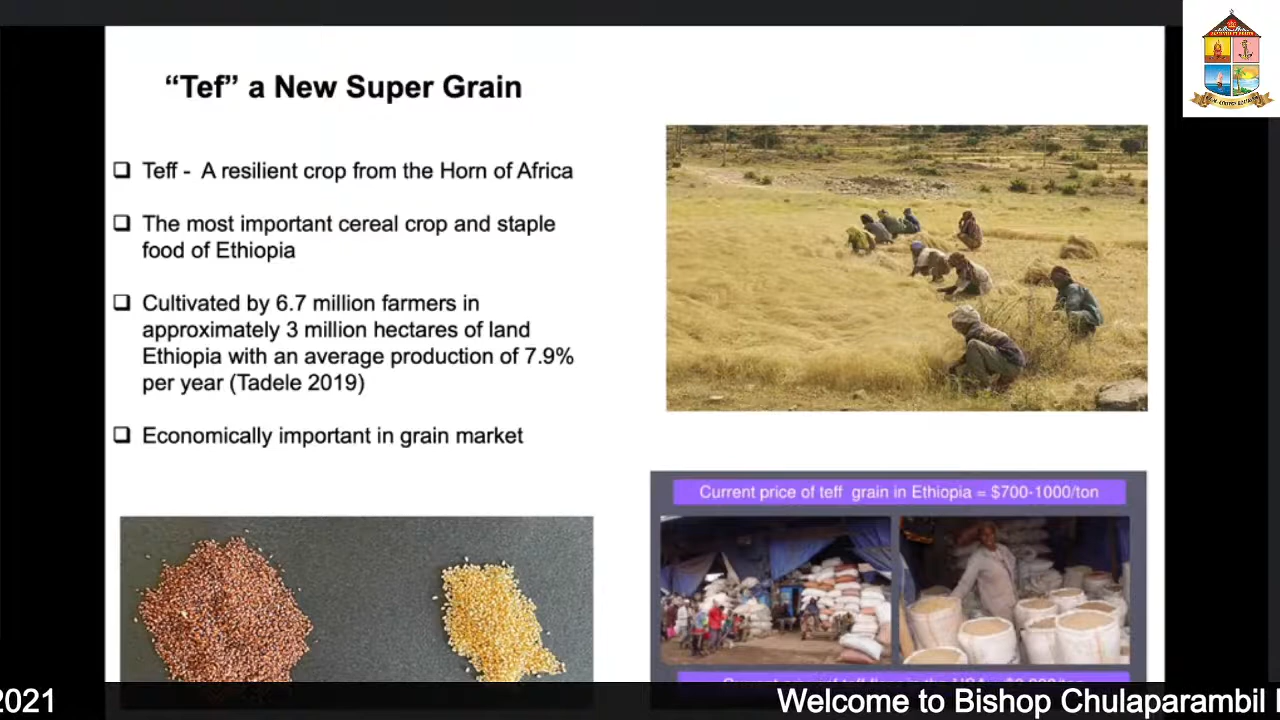 “Tef” a New Super Grain
❑ Teff - A resilient crop from the Horn of Africa
❑ The most important cereal crop and staple
food of Ethiopia
❑ Cultivated by 6.7 million farmers in
approximately 3 million hectares of land
Ethiopia with an average production of 7.9%
per year (Tadele 2019)
❑ Economically important in grain market
Current price of teff grain in Ethiopia = $700-1000/ton
2021
Welcome to Bishop Chulaparambil